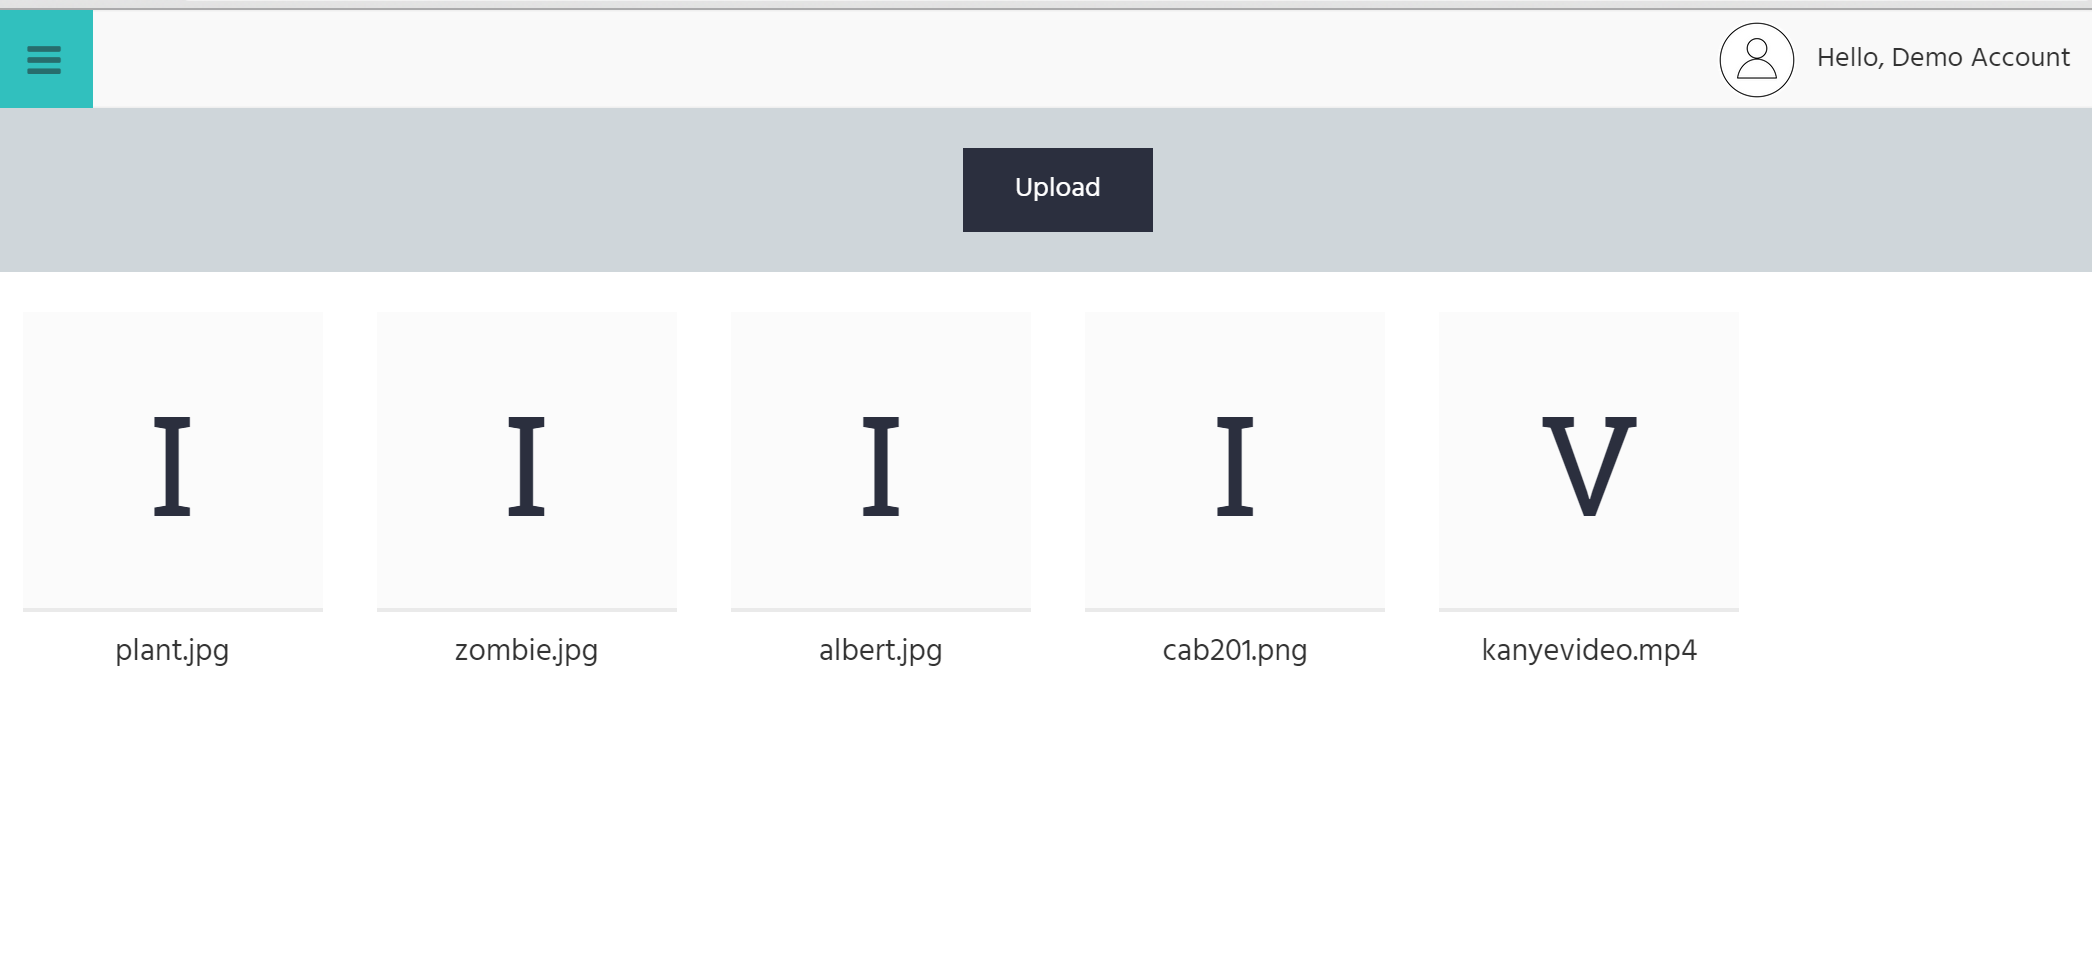 Hello, Demo Account
Upload
I
I
I
I
V
plant.jpg
zombie.jpg
albert.jpg
cab201.png
kanyevideo.mp4